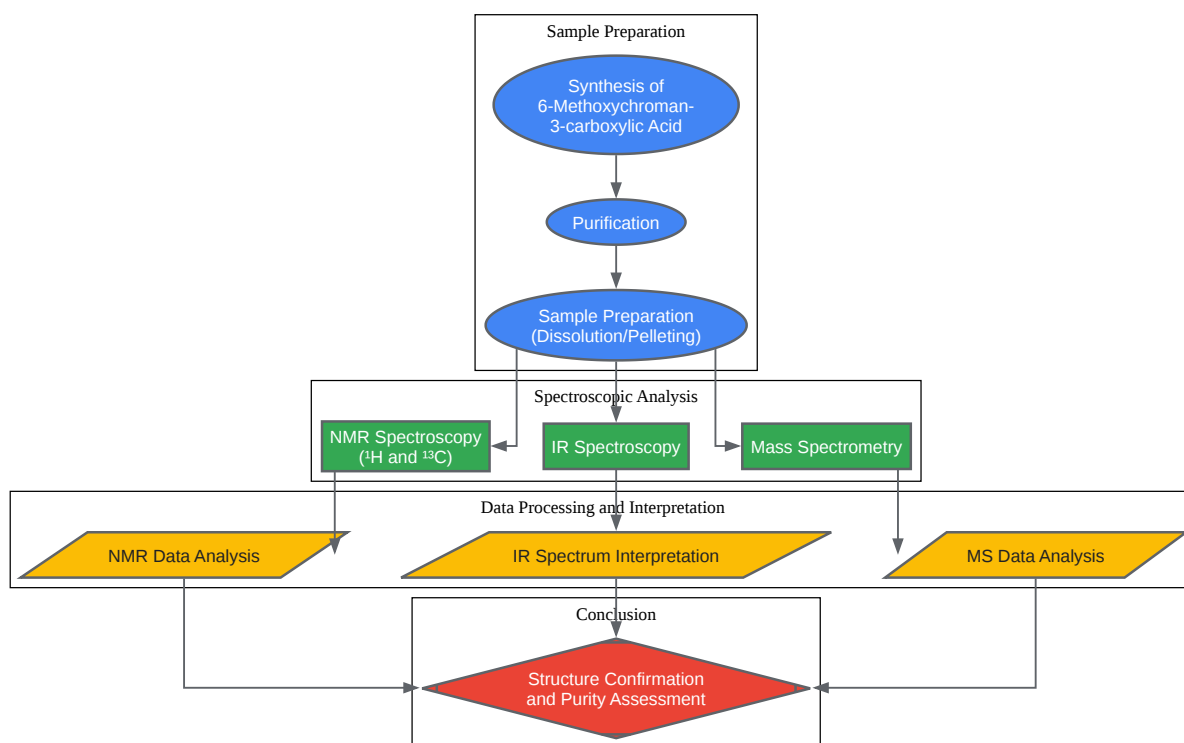 Sample Preparation
Synthesis of
6-Methoxychroman-
3-carboxylic Acid
Purification
Sample Preparation
(Dissolution/Pelleting)
Spectroscopic Analysis
NMR Spectroscopy
(¹H and ¹³C)
IR Spectroscopy
Mass Spectrometry
Data Processing and Interpretation
NMR Data Analysis
IR Spectrum Interpretation
MS Data Analysis
Conclusion
Structure Confirmation
and Purity Assessment